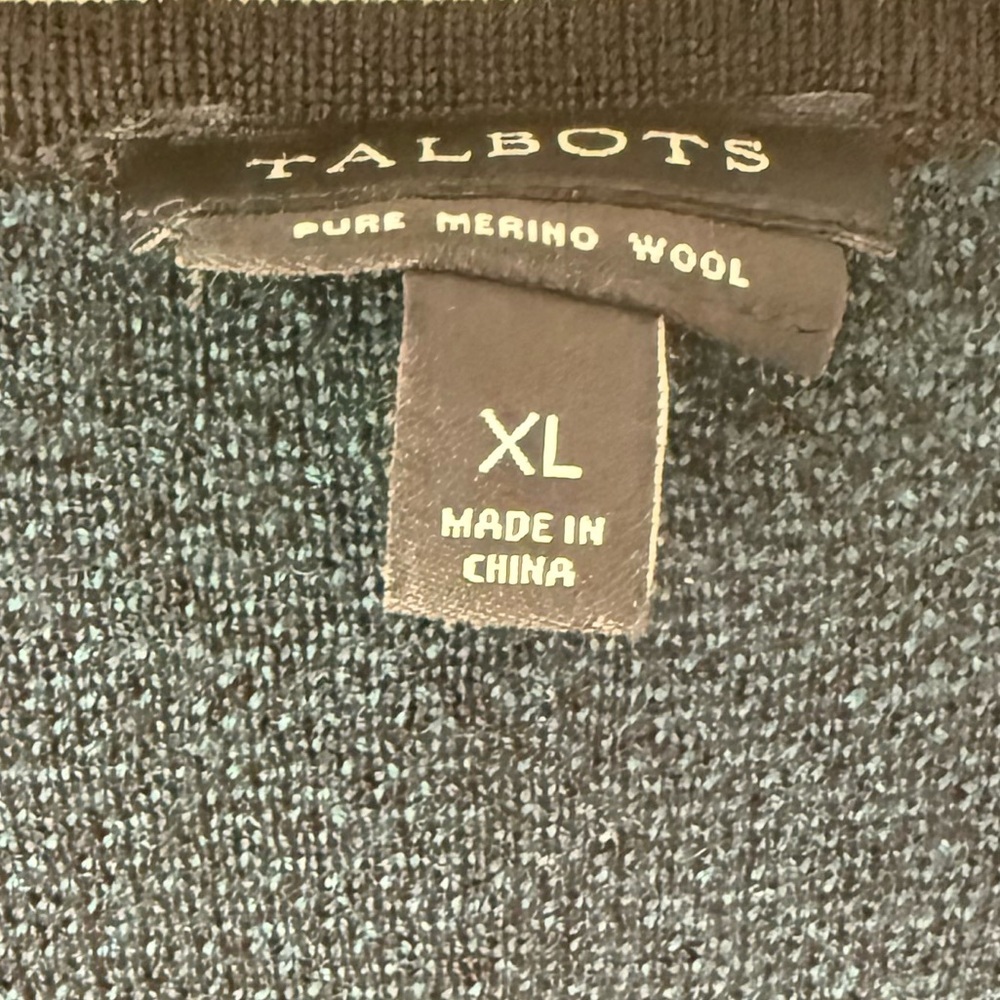 TALBOTS
PURE MERINO WOOL
XL
MADE IN
CHINA